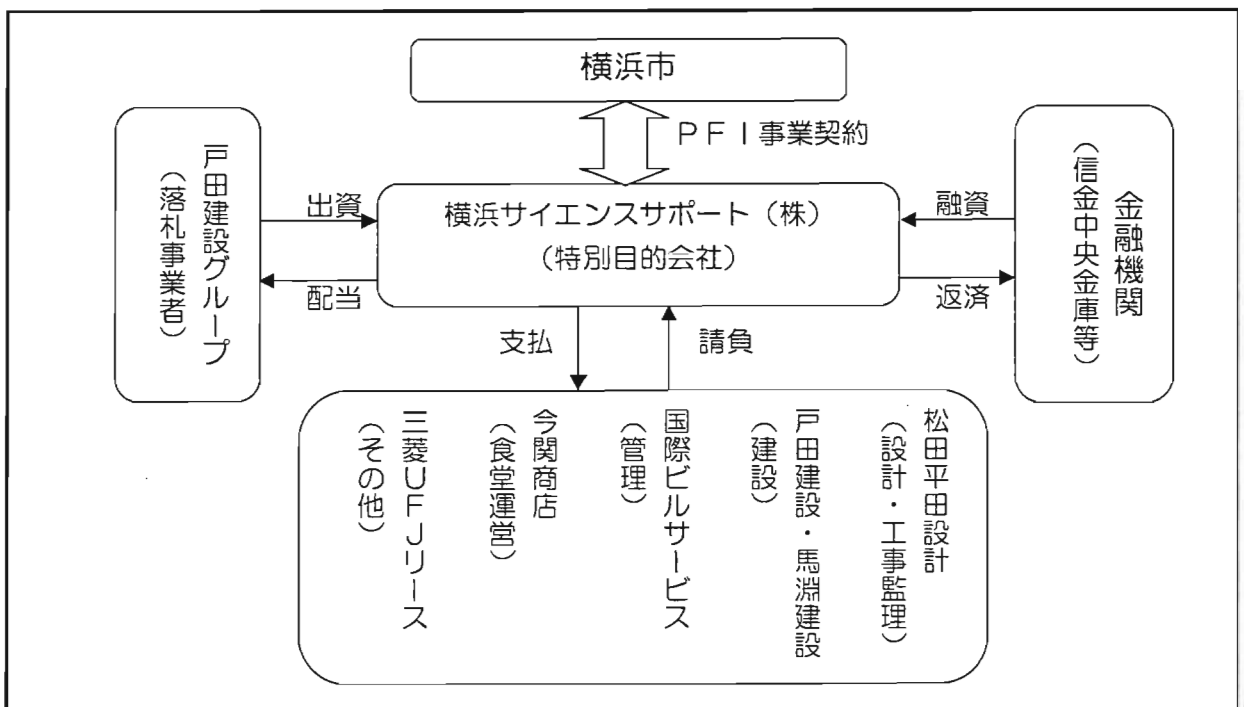 横浜市
PFI事業契約
戸田建設グループ
（落札事業者）
出資
配当
横浜サイエンスサポート（株）
（特別目的会社）
融資
返済
金融機関
（信金中央金庫等）
支払
請負
松田平田設計
（設計・工事監理）
戸田建設・馬淵建設
（建設）
国際ビルサービス
（管理）
今関商店
（食堂運営）
三菱UFJリース
（その他）